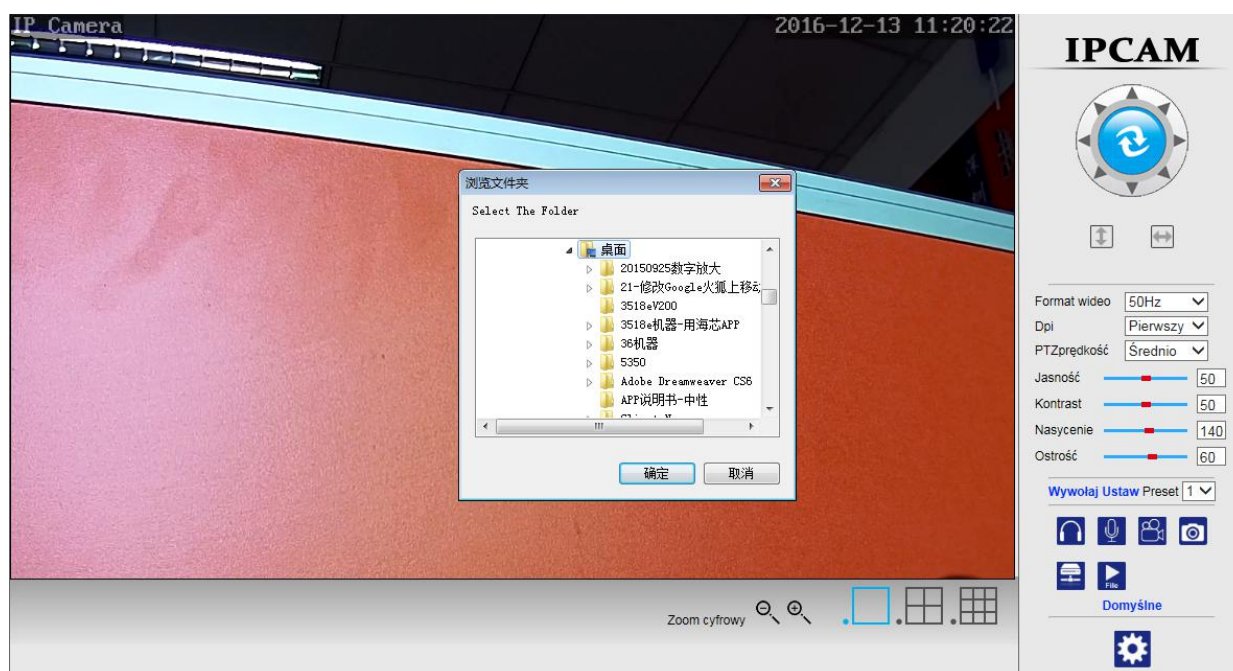 IP Camera
2016-12-13 11:20:22
IPCAM
浏览文件夹
Select The Folder
桌面
20150925数字放大
21-修改Google火狐上移
3518eV200
3518e机器-用海芯APP
36机器
5350
Adobe Dreamweaver CS6
APP说明书-中性
确定
取消
Format wideo 50Hz
Dpi Pierwszy
PTZprędkość Średnio
Jasność 50
Kontrast 50
Nasycenie 140
Ostrość 60
Wywołaj Ustaw Preset 1
File
Domyślne
Zoom cyfrowy